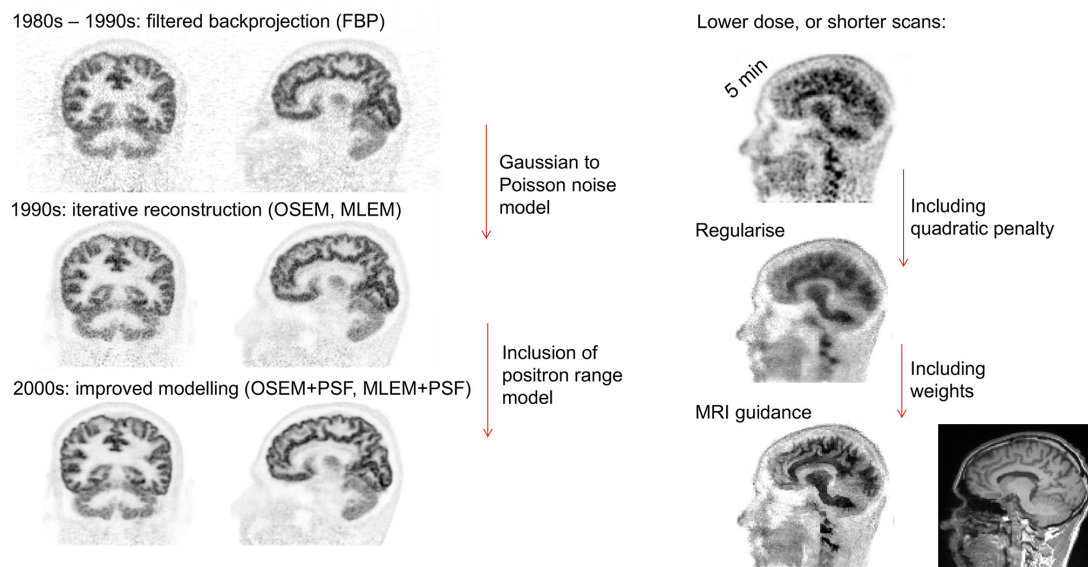 1980s – 1990s: filtered backprojection (FBP)
Gaussian to
Poisson noise
model
1990s: iterative reconstruction (OSEM, MLEM)
Inclusion of
positron range
model
2000s: improved modelling (OSEM+PSF, MLEM+PSF)
Lower dose, or shorter scans:
5 min
Including
quadratic penalty
Regularise
Including
weights
MRI guidance